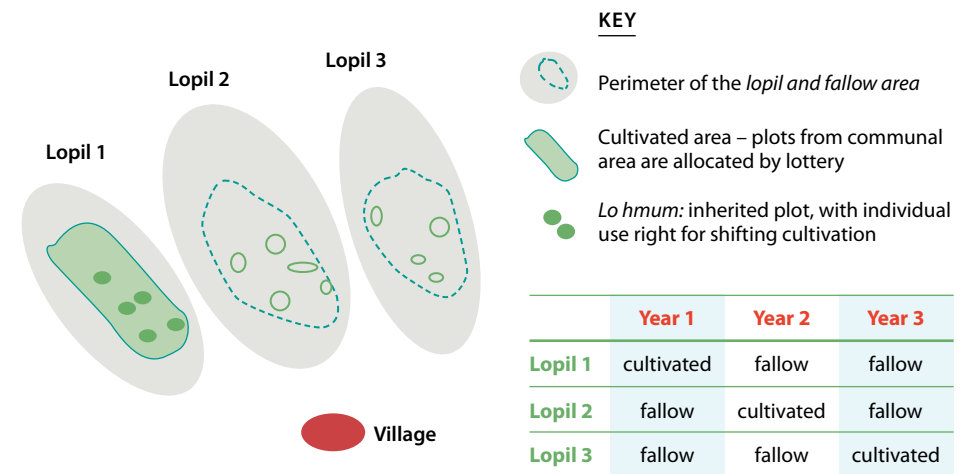 Lopil 1
Lopil 2
Lopil 3
Village
KEY
Perimeter of the lopil and fallow area
Cultivated area – plots from communal
area are allocated by lottery
Lo hmum: inherited plot, with individual
use right for shifting cultivation
Year 1 Year 2 Year 3
Lopil 1 cultivated fallow fallow
Lopil 2 fallow cultivated fallow
Lopil 3 fallow fallow cultivated